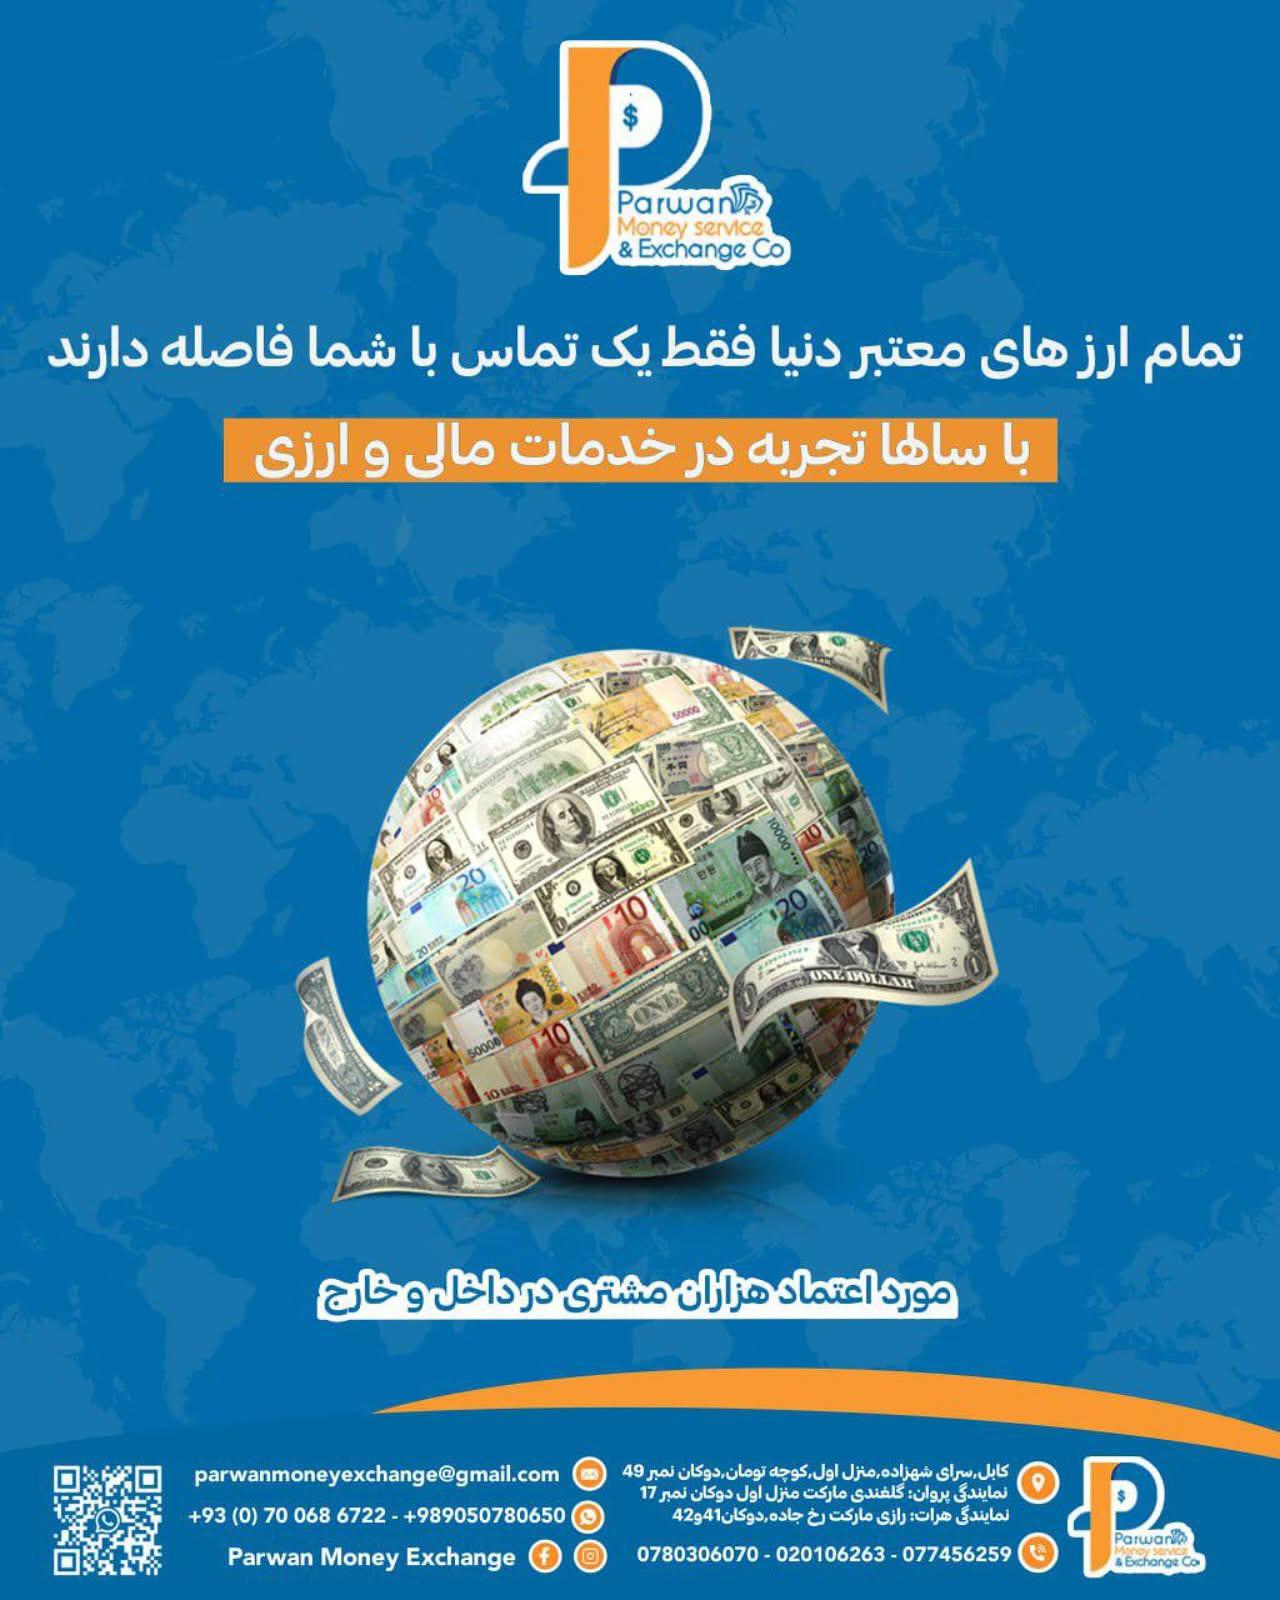 $
Parwan
Money service
& Exchange Co
تمام ارز های معتبر دنیا فقط یک تماس با شما فاصله دارند
با سالها تجربه در خدمات مالی و ارزی
مورد اعتماد هزاران مشتری در داخل و خارج
کابل,سرای شهزاده,منزل اول,کوچه تومان,دوکان نمبر 49
نمایندگی پروان: گلغندی مارکت منزل اول دوکان نمبر 17
نمایندگی هرات: رازی مارکت رخ جاده,دوکان41و42
0780306070 - 020106263 - 077456259
parwanmoneyexchange@gmail.com
+93 (0) 70 068 6722 - +989050780650
Parwan Money Exchange
$
Parwan
Money service
& Exchange Co